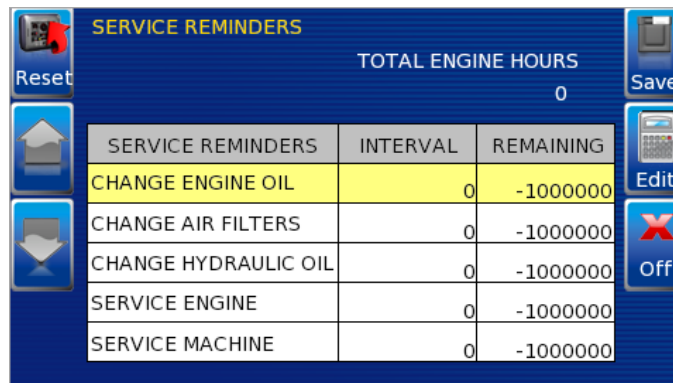 SERVICE REMINDERS
TOTAL ENGINE HOURS
0
Reset
Save
SERVICE REMINDERS INTERVAL REMAINING
CHANGE ENGINE OIL 0 -1000000
Edit
CHANGE AIR FILTERS 0 -1000000
CHANGE HYDRAULIC OIL 0 -1000000
Off
SERVICE ENGINE 0 -1000000
SERVICE MACHINE 0 -1000000